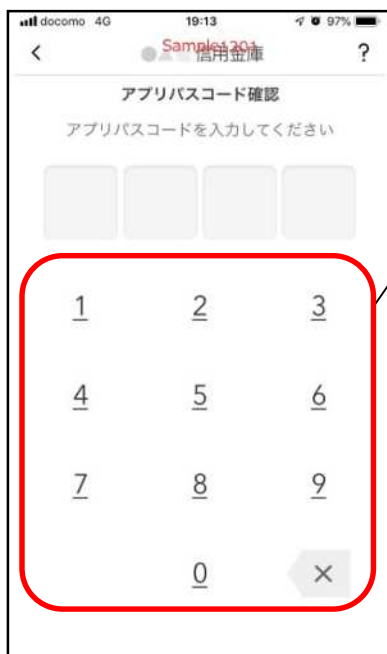 docomo 4G 19:13 97%
< Sample1201 信用金庫 ?
アプリパスコード確認
アプリパスコードを入力してください
1 2 3
4 5 6
7 8 9
0 ×